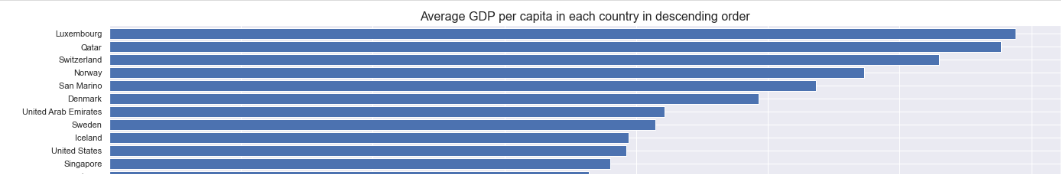 Average GDP per capita in each country in descending order
Luxembourg
Qatar
Switzerland
Norway
San Marino
Denmark
United Arab Emirates
Sweden
Iceland
United States
Singapore